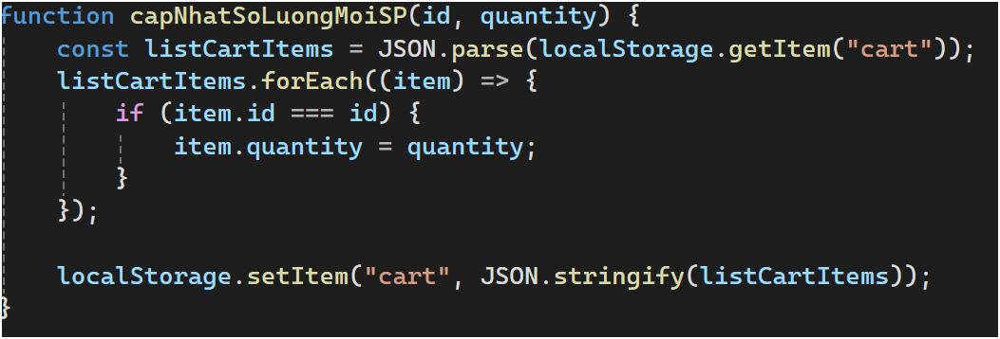 function capNhatSoLuongMoiSP(id, quantity) {
    const listCartItems = JSON.parse(localStorage.getItem("cart"));
    listCartItems.forEach((item) => {
        if (item.id === id) {
            item.quantity = quantity;
        }
    });

    localStorage.setItem("cart", JSON.stringify(listCartItems));
}